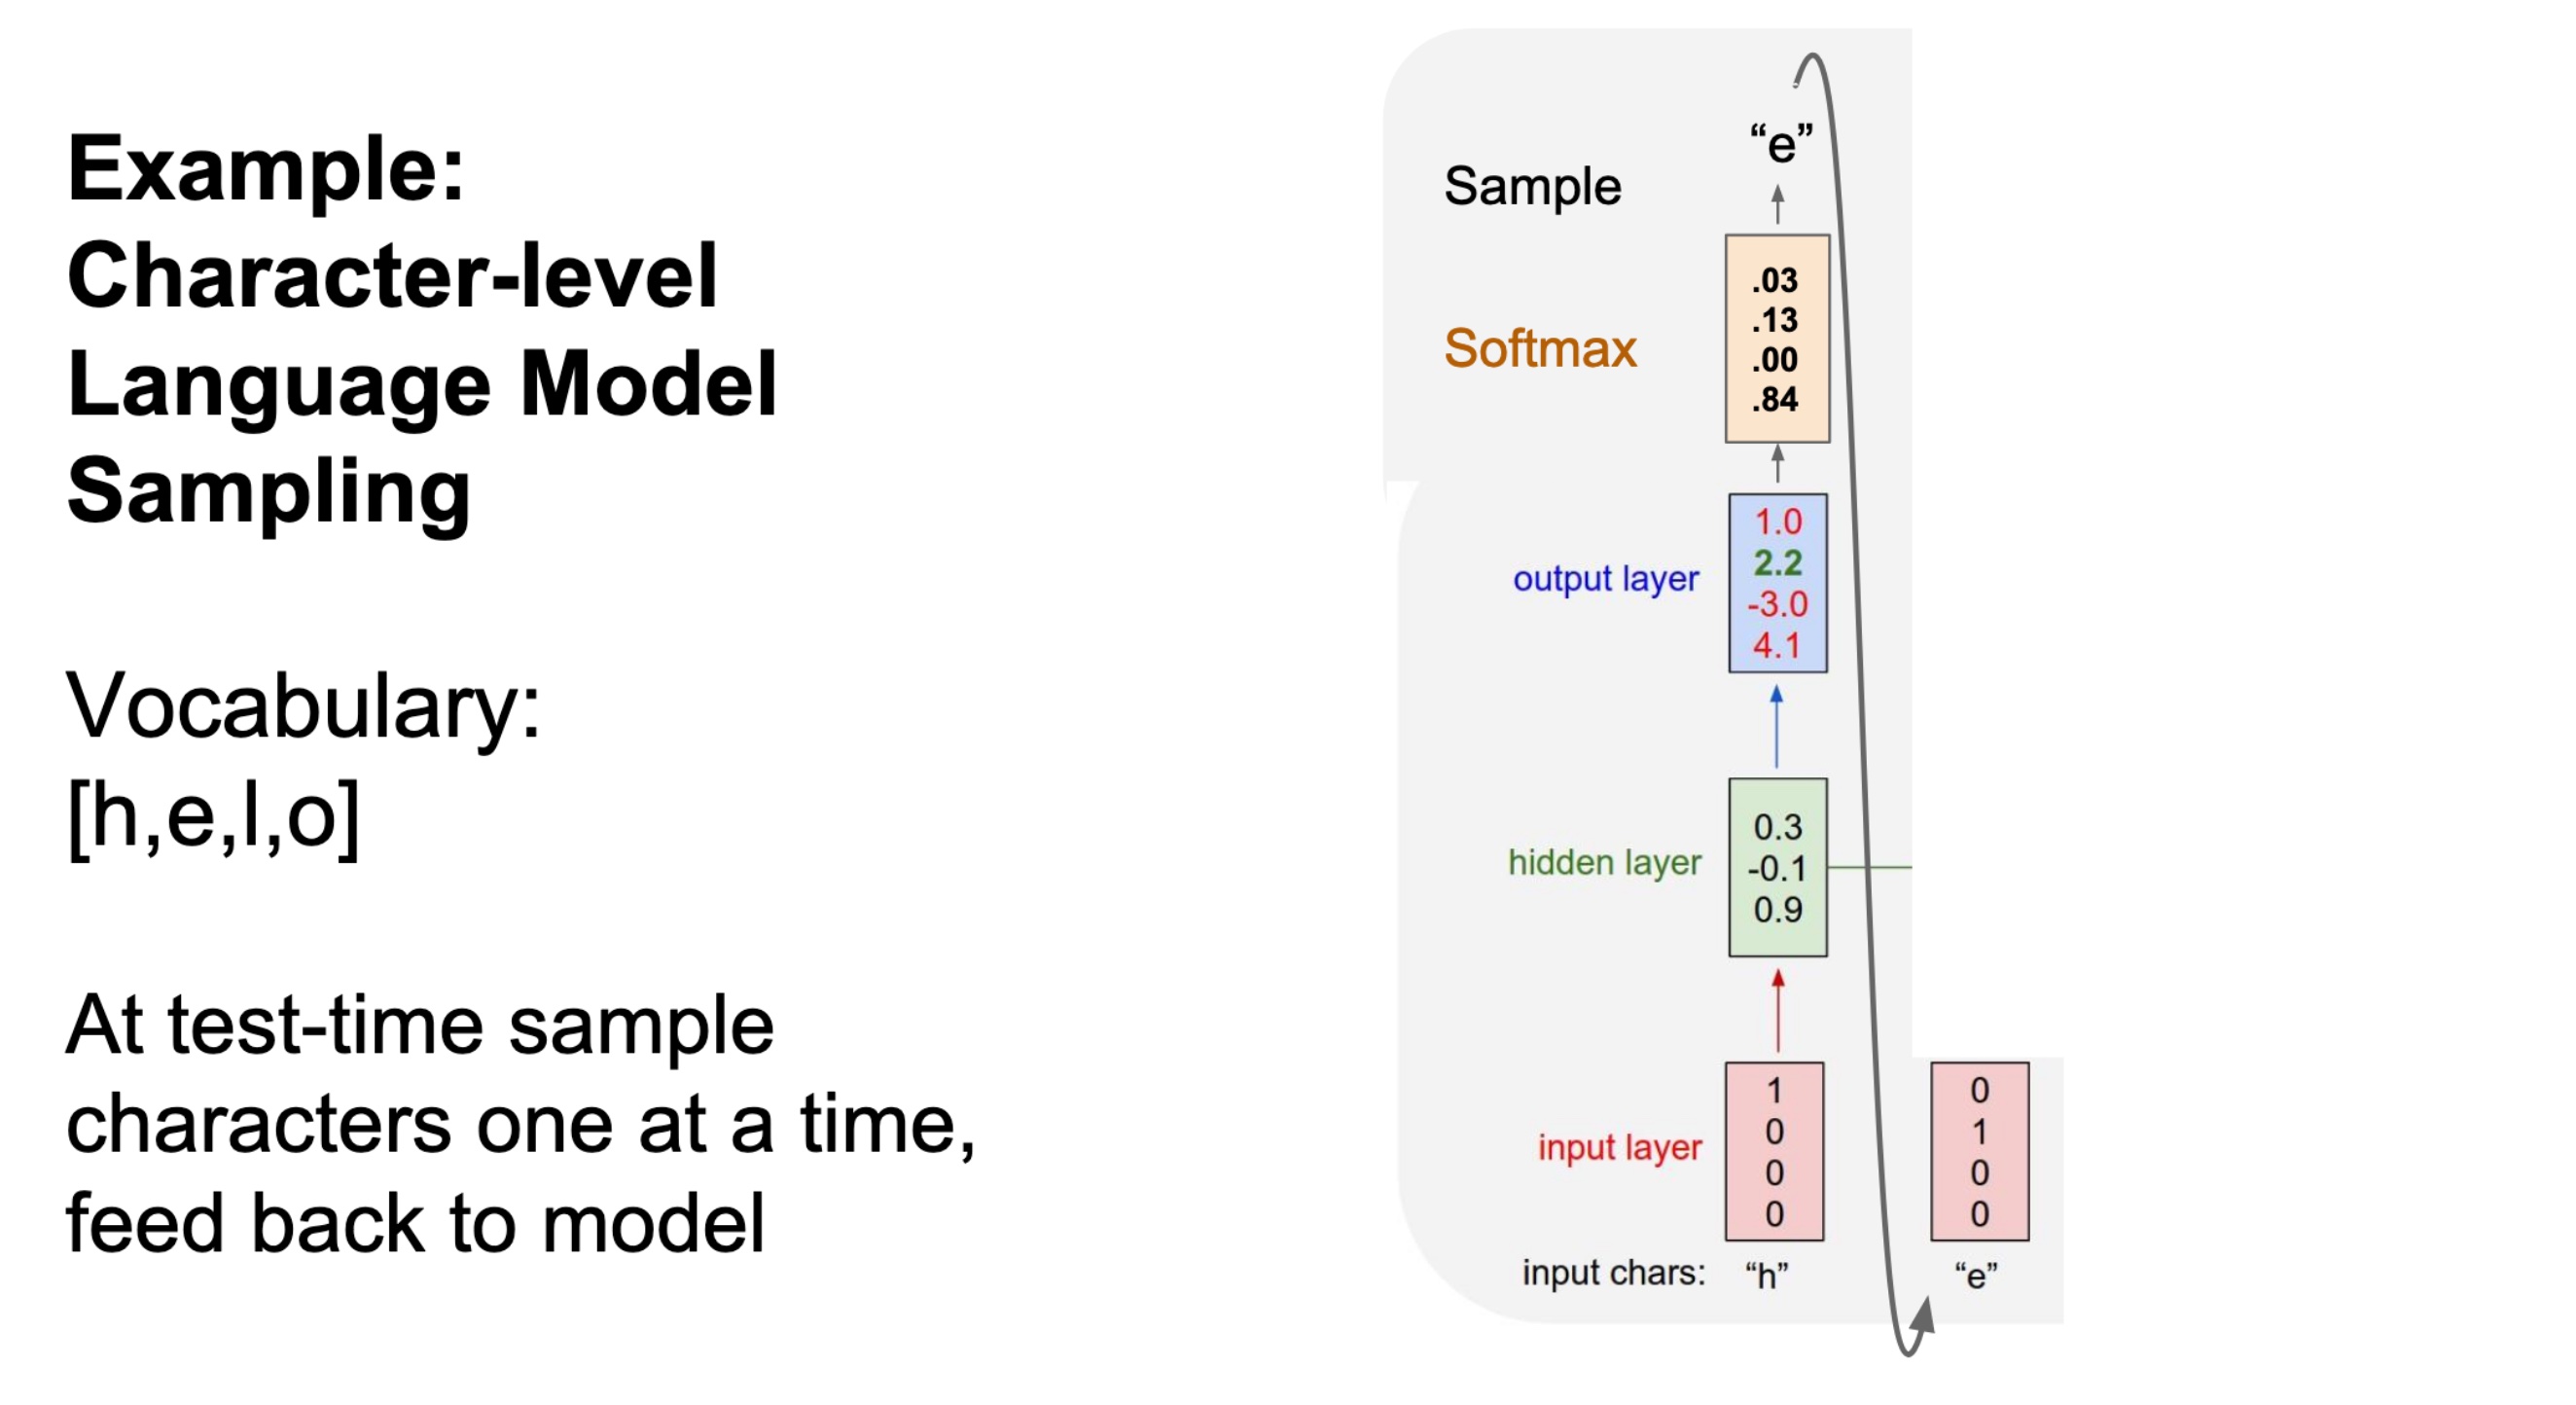 Example:
Character-level
Language Model
Sampling
Vocabulary:
[h,e,l,o]
At test-time sample
characters one at a time,
feed back to model
“e”
Sample
.03
.13
.00
.84
Softmax
1.0
2.2
-3.0
4.1
output layer
0.3
-0.1
0.9
hidden layer
1
0
0
0
input layer
0
1
0
0
input chars: “h” “e”